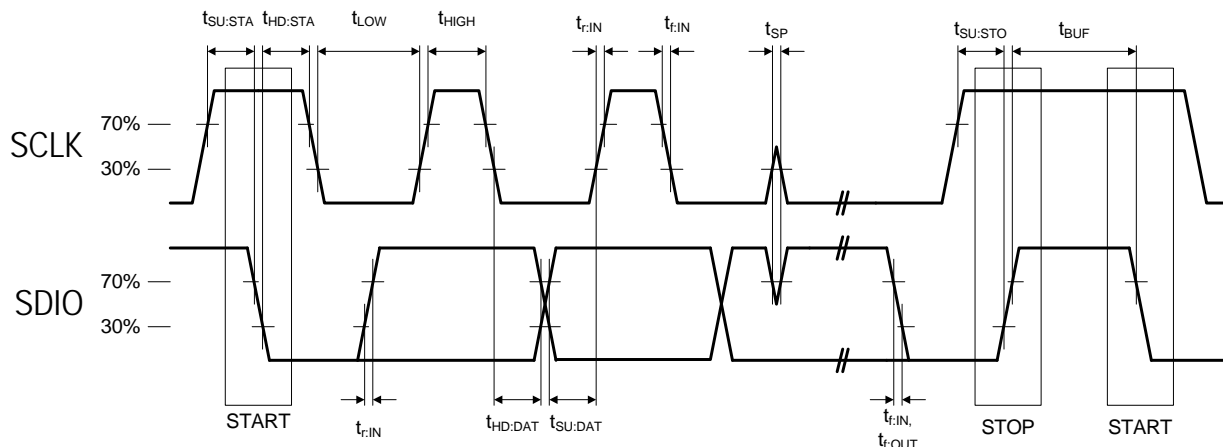 tSU:STA tHD:STA tLOW tHIGH tr:IN tf:IN tSP tSU:STO tBUF
SCLK
70%
30%
SDIO
70%
30%
START
tr:IN
tHD:DAT tSU:DAT
tf:IN,
tf:OUT
STOP
START